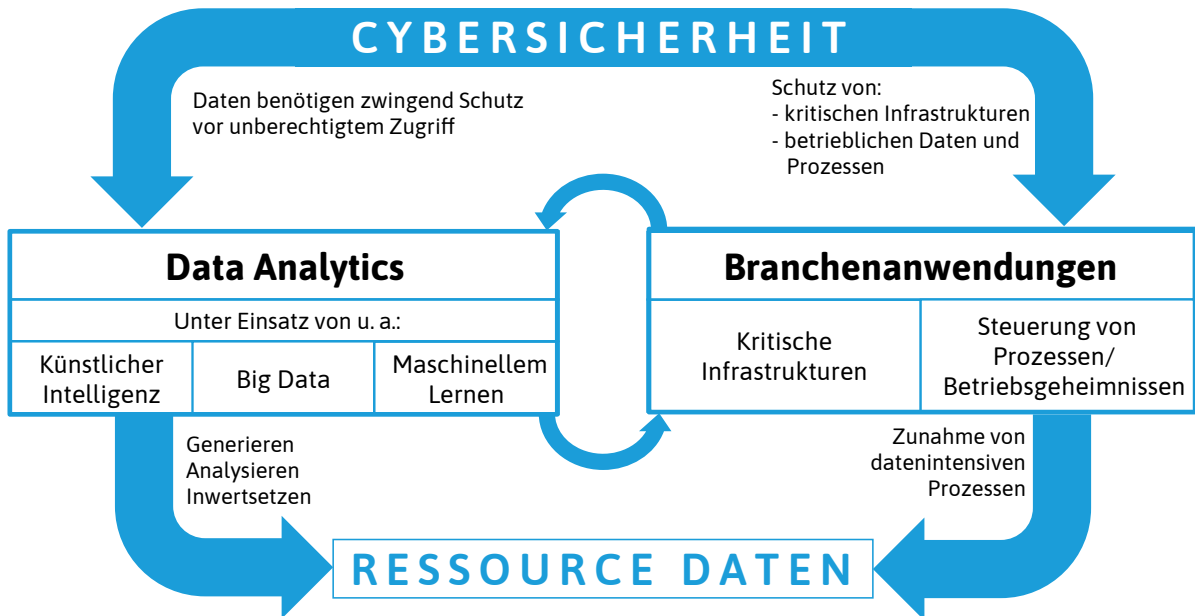 CYBERSICHERHEIT
Daten benötigen zwingend Schutz
vor unberechtigtem Zugriff
Schutz von:
- kritischen Infrastrukturen
- betrieblichen Daten und
Prozessen
Data Analytics
Unter Einsatz von u. a.:
Künstlicher
Intelligenz
Big Data
Maschinellem
Lernen
Branchenanwendungen
Kritische
Infrastrukturen
Steuerung von
Prozessen/
Betriebsgeheimnissen
Generieren
Analysieren
Inwertsetzen
Zunahme von
datenintensiven
Prozessen
RESSOURCE DATEN